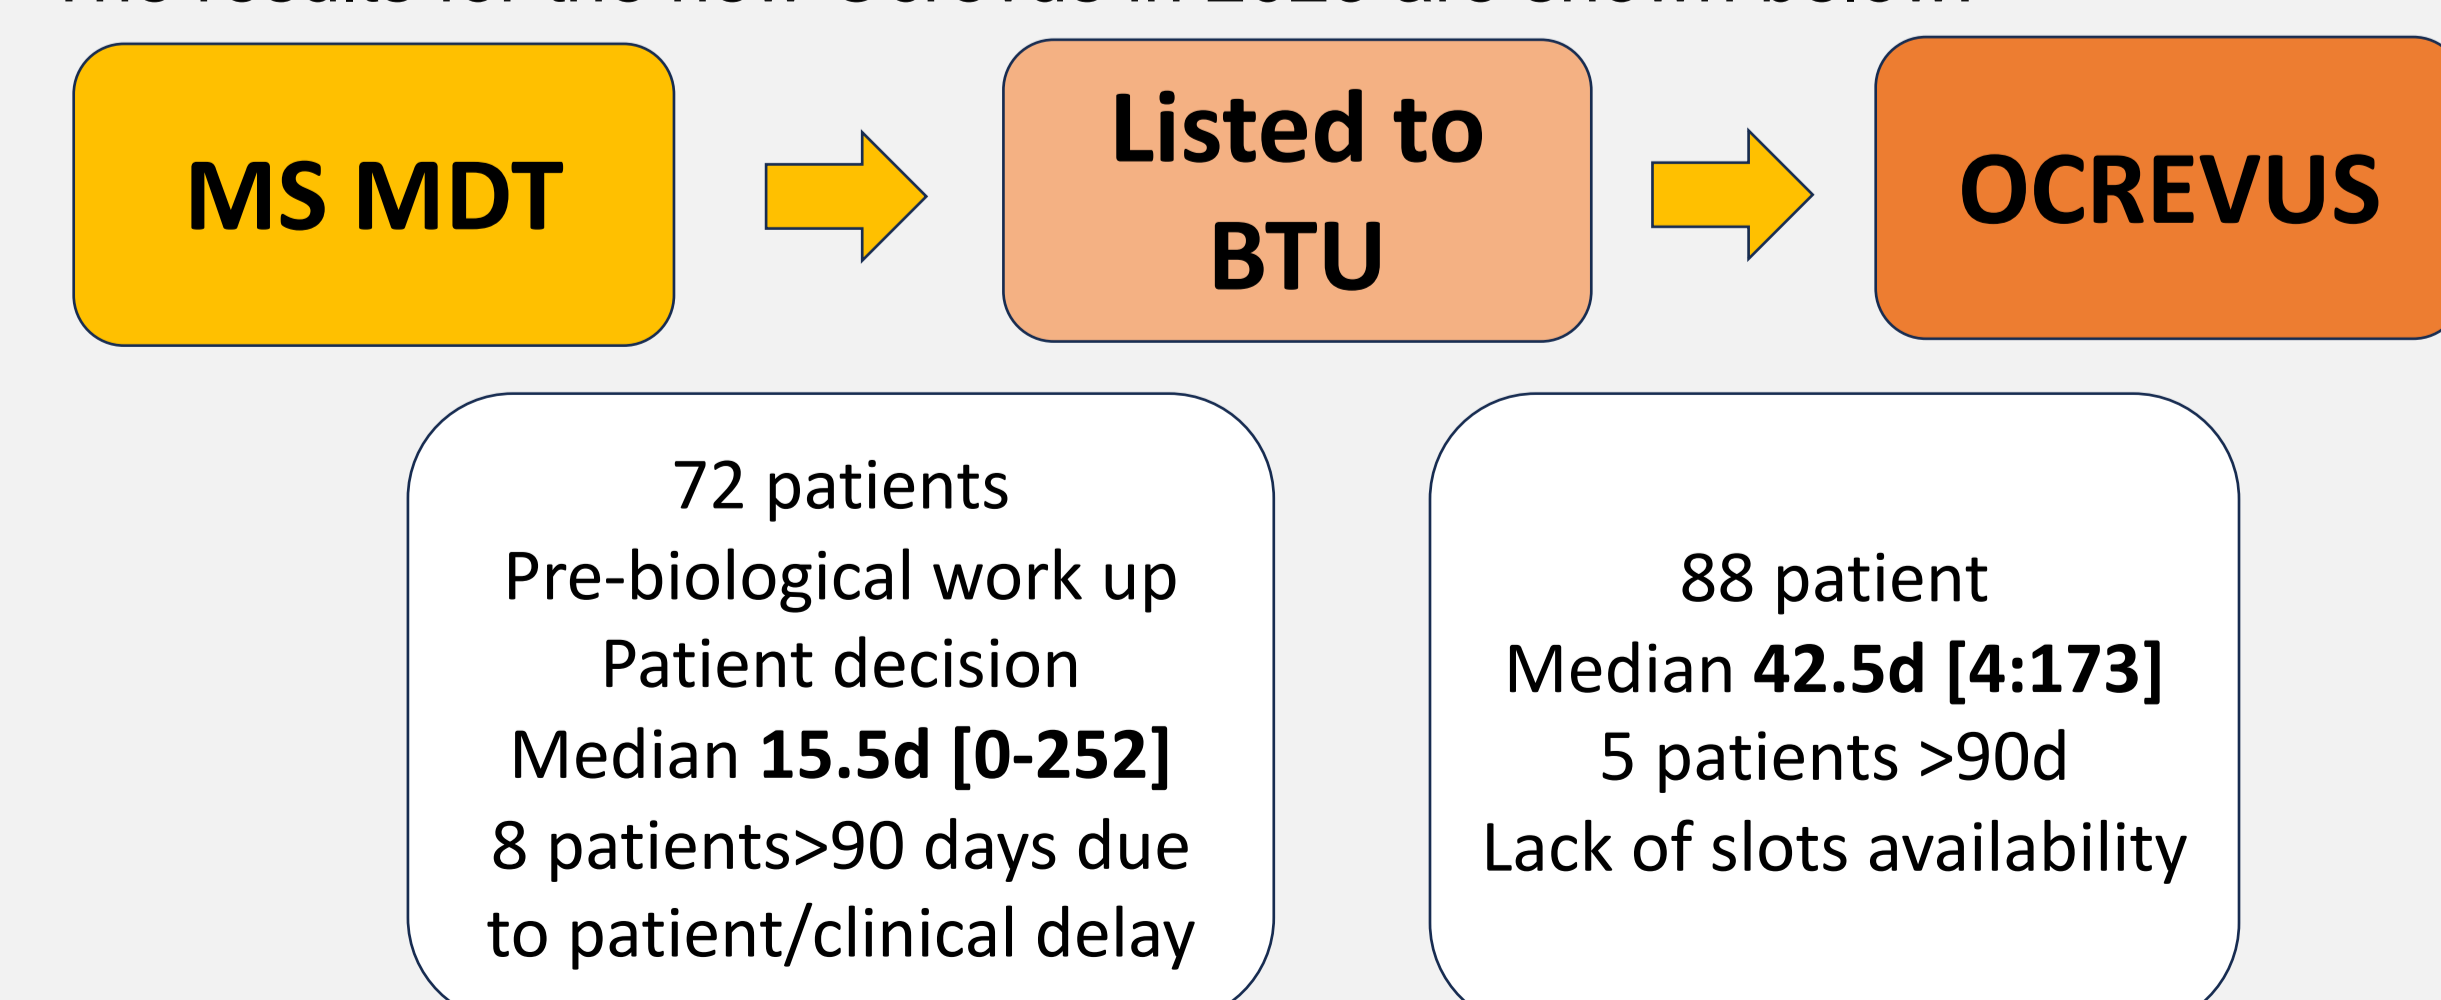 MS MDT
Listed to
BTU
OCREVUS
72 patients
Pre-biological work up
Patient decision
Median 15.5d [0-252]
8 patients>90 days due
to patient/clinical delay
88 patient
Median 42.5d [4:173]
5 patients >90d
Lack of slots availability